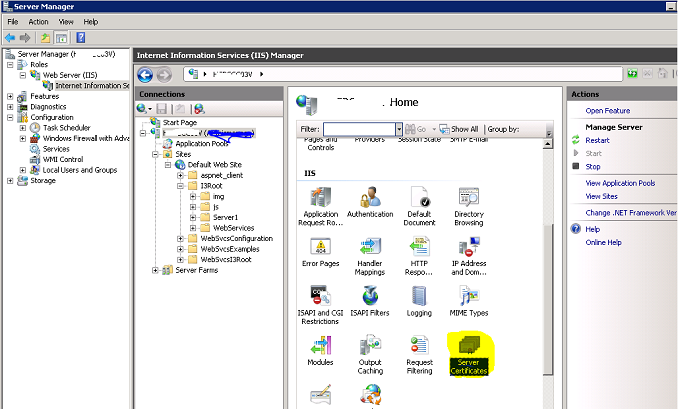 Server Manager
File Action View Help
Server Manager (
Roles
Web Server (IIS)
Internet Information Se
Features
Diagnostics
Configuration
Task Scheduler
Windows Firewall with Adva
Services
WMI Control
Local Users and Groups
Storage
Internet Information Services (IIS) Manager
Connections
Start Page
Application Pools
Sites
Default Web Site
aspnet_client
I3Root
img
js
Server1
WebServices
WebSvcsConfiguration
WebSvcsExamples
WebSvcsI3Root
Server Farms
Home
Filter: Go Show All Group by:
Pages and Controls
Providers
Session State
SMTP E-mail
IIS
Application Request Ro...
Authentication
Default Document
Directory Browsing
Error Pages
Handler Mappings
HTTP Respo...
IP Address and Dom...
ISAPI and CGI Restrictions
ISAPI Filters
Logging
MIME Types
Modules
Output Caching
Request Filtering
Server Certificates
Actions
Open Feature
Manage Server
Restart
Start
Stop
View Application Pools
View Sites
Change .NET Framework Ver
Help
Online Help